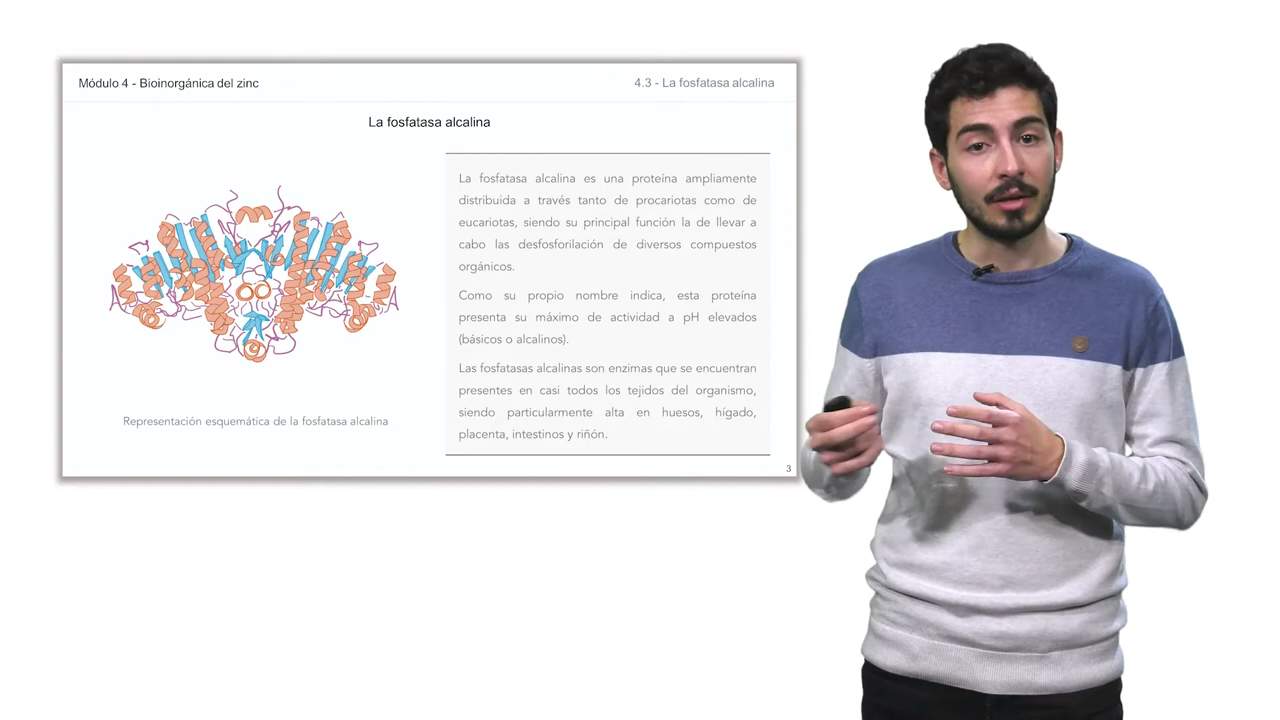 Módulo 4 - Bioinorgánica del zinc
4.3 - La fosfatasa alcalina
La fosfatasa alcalina
La fosfatasa alcalina es una proteína ampliamente
distribuida a través tanto de procariotas como de
eucariotas, siendo su principal función la de llevar a
cabo las desfosforilación de diversos compuestos
orgánicos.
Como su propio nombre indica, esta proteína
presenta su máximo de actividad a pH elevados
(básicos o alcalinos).
Las fosfatasas alcalinas son enzimas que se encuentran
presentes en casi todos los tejidos del organismo,
siendo particularmente alta en huesos, hígado,
placenta, intestinos y riñón.
Representación esquemática de la fosfatasa alcalina
3